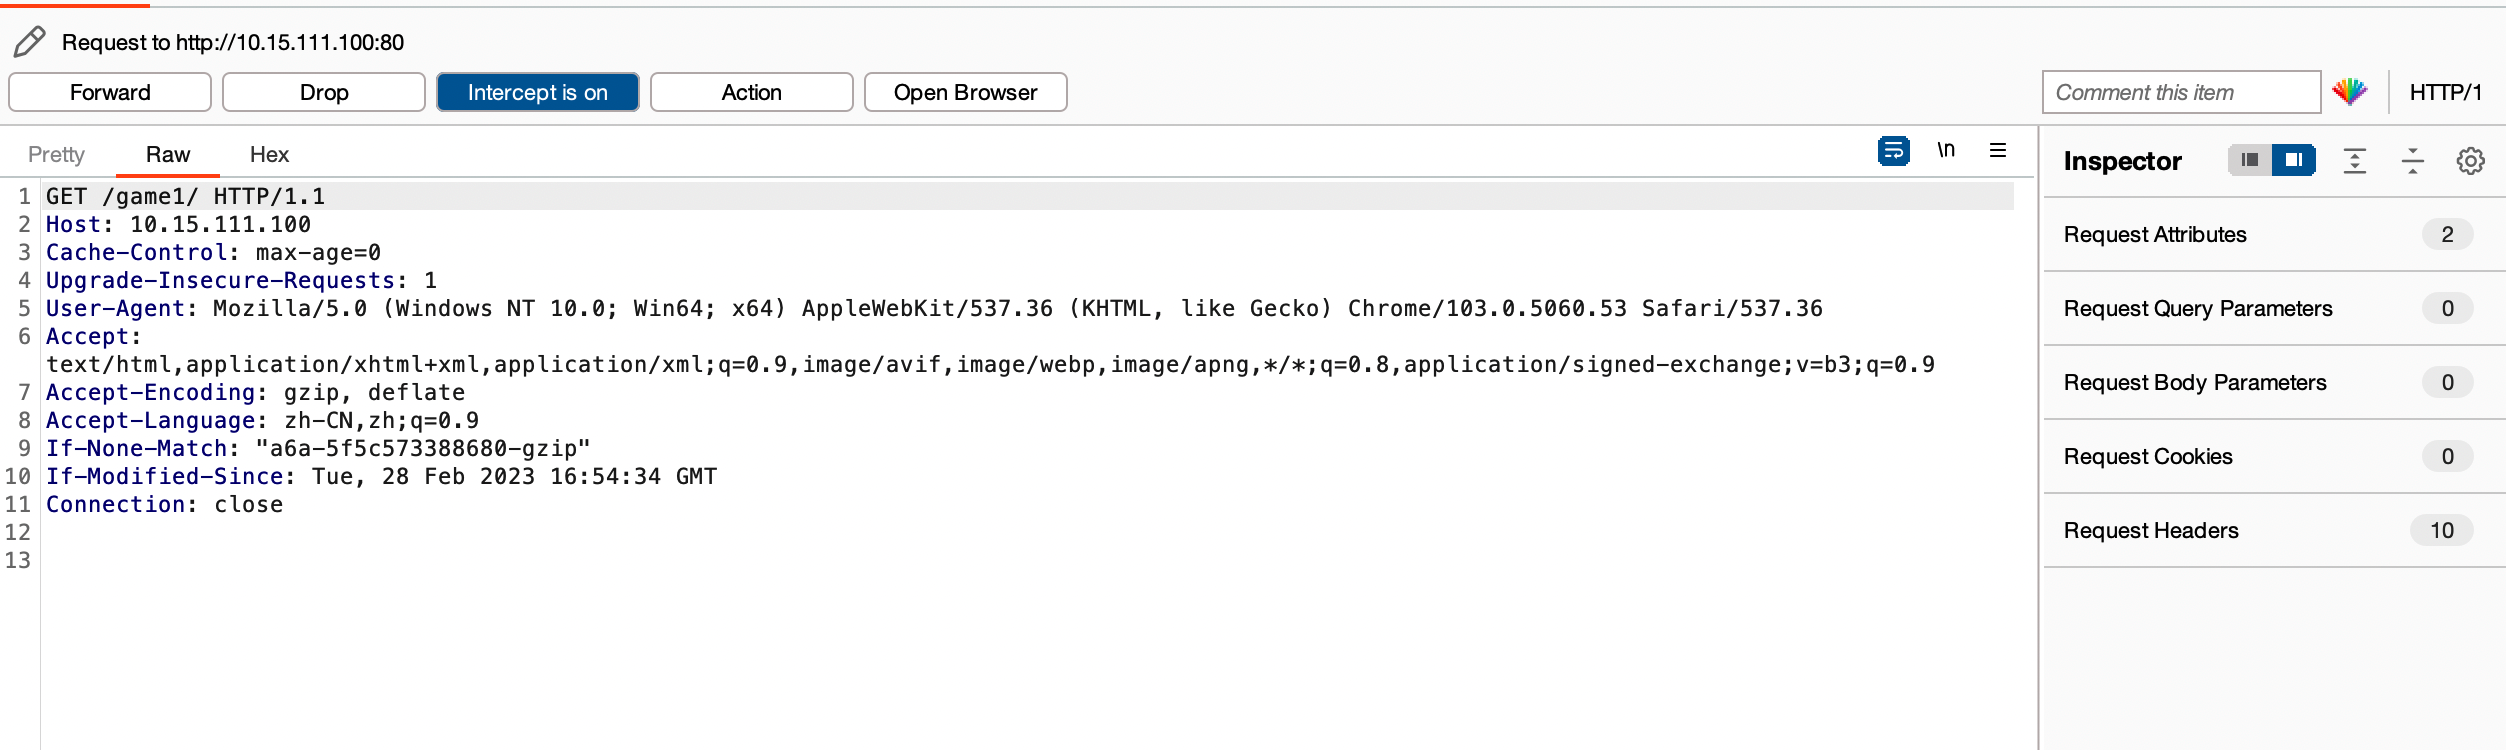 Request to http://10.15.111.100:80
Forward Drop Intercept is on Action Open Browser Comment this item HTTP/1
Pretty Raw Hex \n
1 GET /game1/ HTTP/1.1
2 Host: 10.15.111.100
3 Cache-Control: max-age=0
4 Upgrade-Insecure-Requests: 1
5 User-Agent: Mozilla/5.0 (Windows NT 10.0; Win64; x64) AppleWebKit/537.36 (KHTML, like Gecko) Chrome/103.0.5060.53 Safari/537.36
6 Accept:
text/html,application/xhtml+xml,application/xml;q=0.9,image/avif,image/webp,image/apng,*/*;q=0.8,application/signed-exchange;v=b3;q=0.9
7 Accept-Encoding: gzip, deflate
8 Accept-Language: zh-CN,zh;q=0.9
9 If-None-Match: "a6a-5f5c573388680-gzip"
10 If-Modified-Since: Tue, 28 Feb 2023 16:54:34 GMT
11 Connection: close
12
13
Inspector
Request Attributes 2
Request Query Parameters 0
Request Body Parameters 0
Request Cookies 0
Request Headers 10